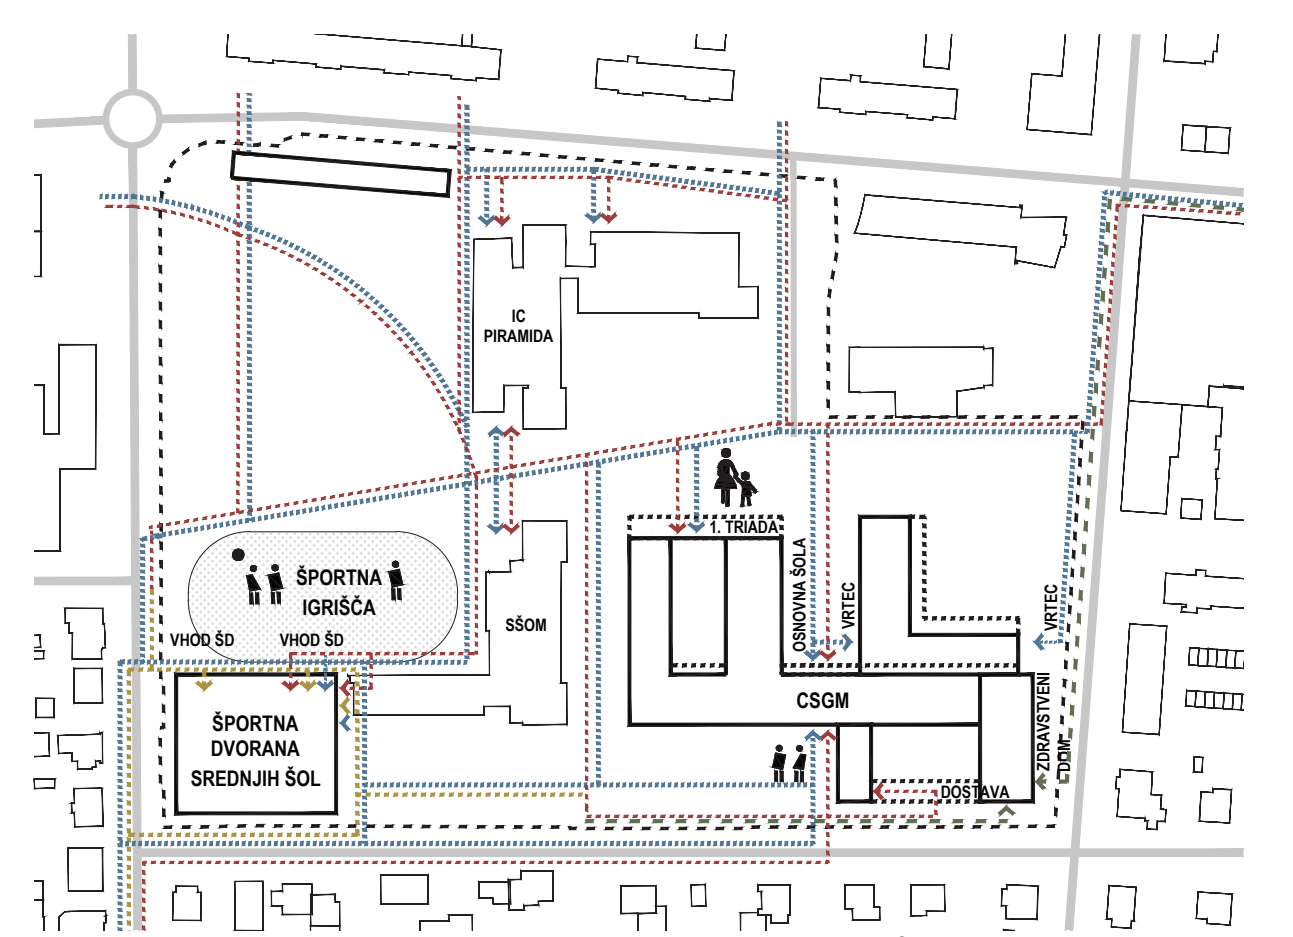 IC
PIRAMIDA
1. TRIADA
OSNOVNA ŠOLA
VRTEC
VRTEC
ŠPORTNA
IGRIŠČA
SŠOM
VHOD ŠD
VHOD ŠD
CSGM
ŠPORTNA
DVORANA
SREDNJIH ŠOL
ZDRAVSTVENI
DOM
DOSTAVA